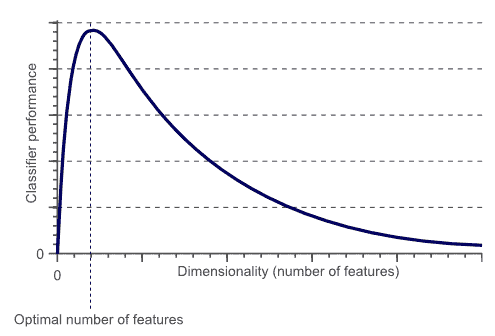 Classifier performance
0
0
Dimensionality (number of features)
Optimal number of features